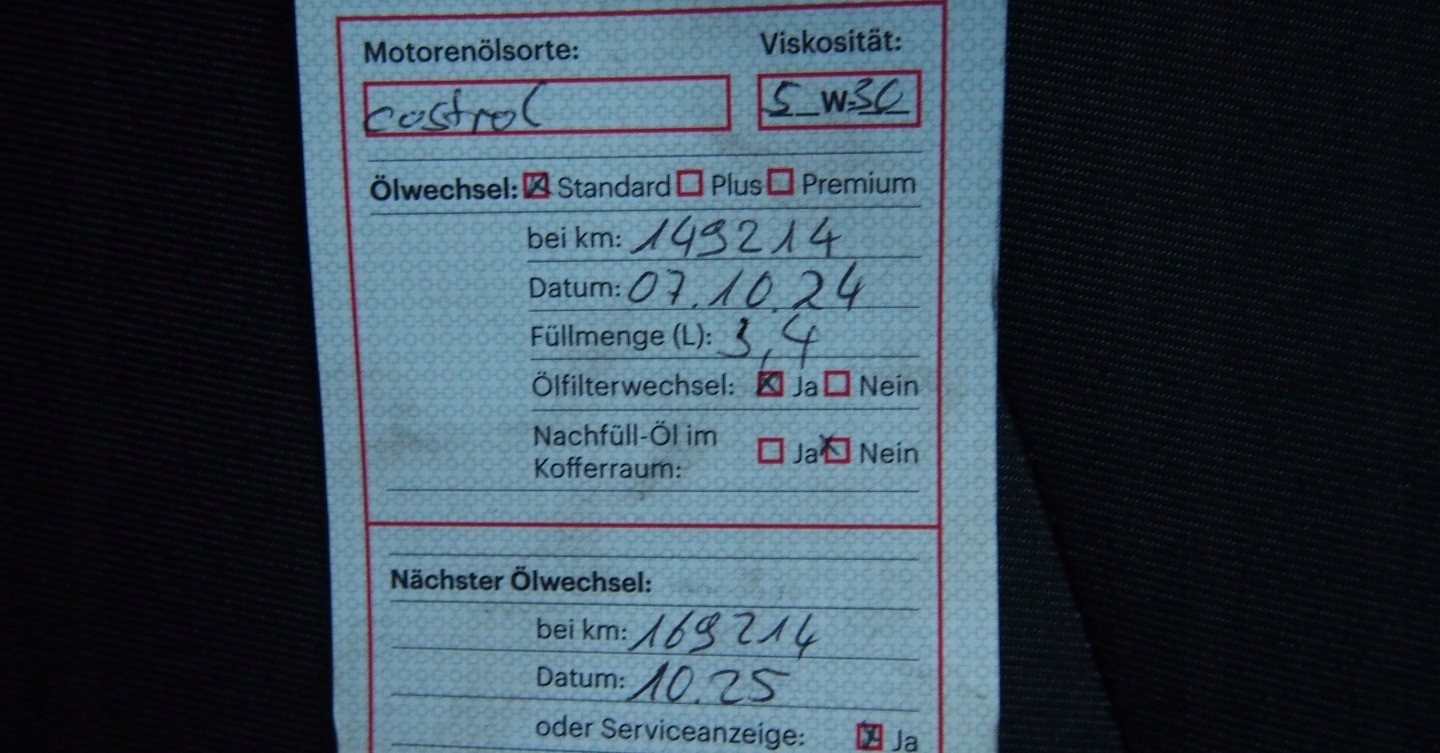 Motorenölsorte: Viskosität:
castrol 5 W-30
Ölwechsel: Standard Plus Premium
bei km: 149214
Datum: 07.10.24
Füllmenge (L): 3,4
Ölfilterwechsel: Ja Nein
Nachfüll-Öl im
Kofferraum: Ja Nein
Nächster Ölwechsel:
bei km: 169214
Datum: 10.25
oder Serviceanzeige: Ja